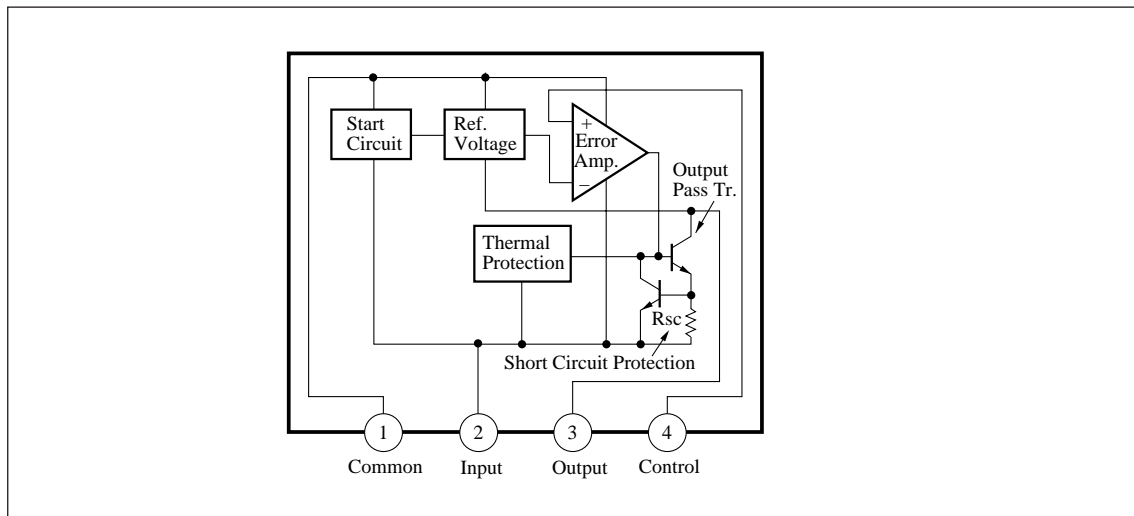 Start
Circuit
Ref.
Voltage
+
Error
Amp.
−
Output
Pass Tr.
Thermal
Protection
Rsc
Short Circuit Protection
1
2
3
4
Common
Input
Output
Control